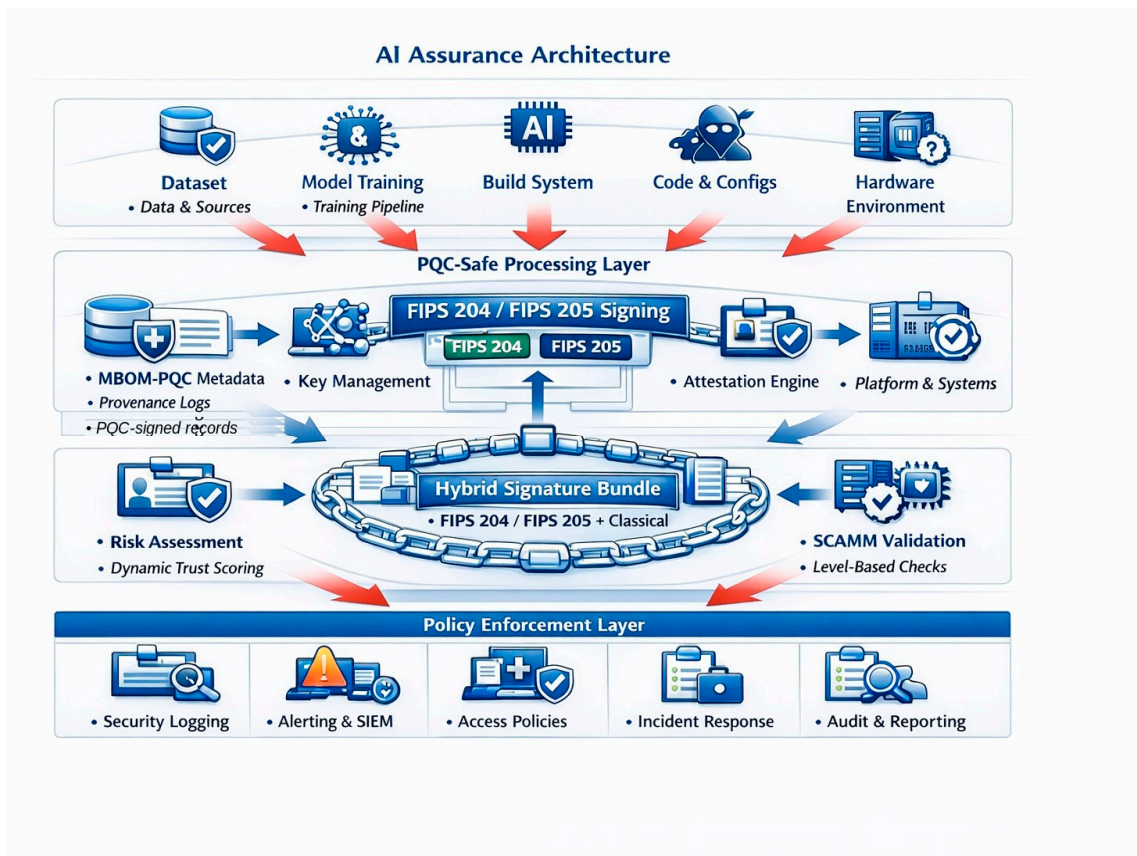 AI Assurance Architecture
&
AI
?
Dataset
• Data & Sources
Model Training
• Training Pipeline
Build System
Code & Configs
Hardware
Environment
PQC-Safe Processing Layer
FIPS 204 / FIPS 205 Signing
FIPS 204
FIPS 205
• MBOM-PQC Metadata
• Provenance Logs
• PQC-signed records
• Key Management
• Attestation Engine
• Platform & Systems
Hybrid Signature Bundle
• FIPS 204 / FIPS 205 + Classical
• Risk Assessment
• Dynamic Trust Scoring
• SCAMM Validation
• Level-Based Checks
Policy Enforcement Layer
• Security Logging
• Alerting & SIEM
• Access Policies
• Incident Response
• Audit & Reporting